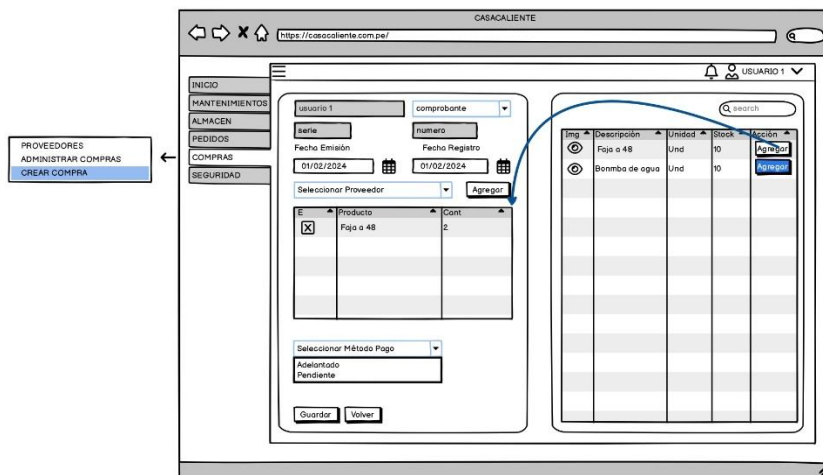 CASACALIENTE
https://casacaliente.com.pe/
USUARIO 1
INICIO
MANTENIMIENTOS
ALMACEN
PEDIDOS
COMPRAS
SEGURIDAD
PROVEEDORES
ADMINISTRAR COMPRAS
CREAR COMPRA
usuario 1 comprobante
serie numero
Fecha Emisión Fecha Registro
01/02/2024 01/02/2024
Seleccionar Proveedor Agregar
E Producto Cant
X Faja a 48 2
Seleccionar Método Pago
Adelantado
Pendiente
Guardar Volver
search
Img Descripción Unidad Stock Acción
Faja a 48 Und 10 Agregar
Bonmba de agua Und 10 Agregar